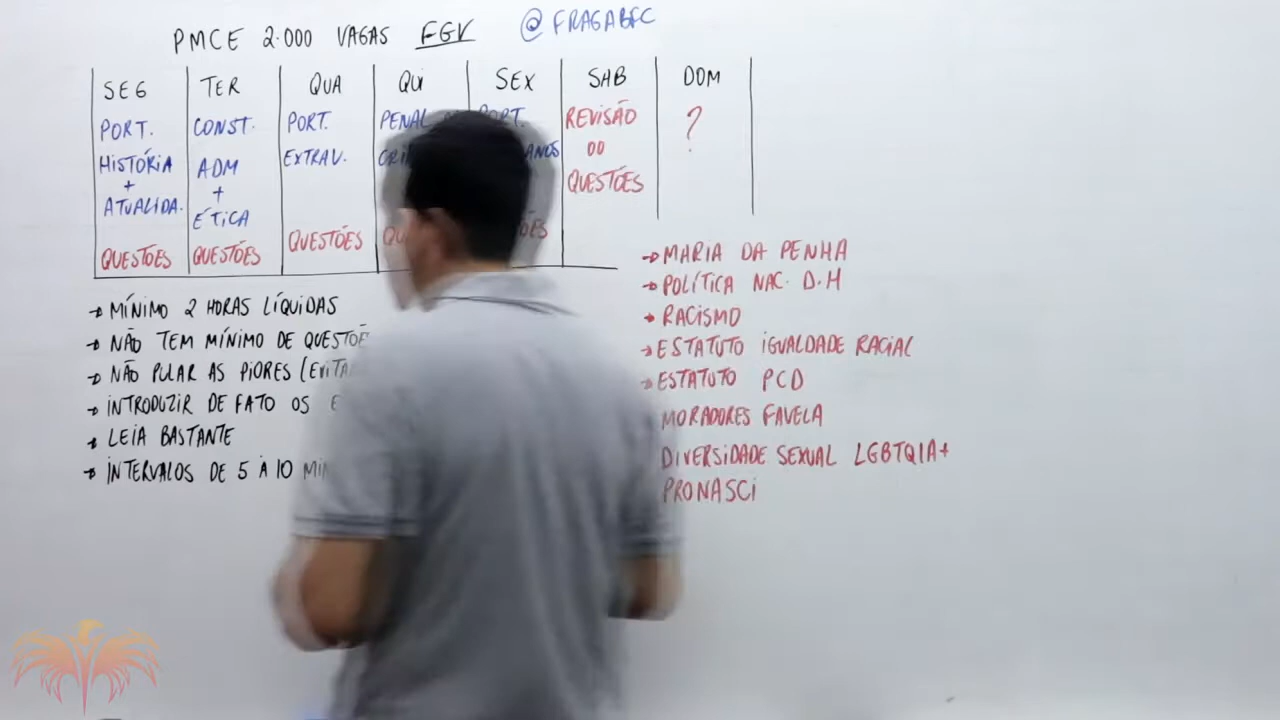 PMCE 2.000 VAGAS FGV @FRAGABFC
SEG TER QUA QUI SEX SÁB DOM
PORT. CONST. PORT. PENAL PORT. REVISÃO ?
HISTÓRIA ADM EXTRAV. OU
+ + QUESTÕES
ATUALIDA. ÉTICA
QUESTÕES QUESTÕES QUESTÕES
→ MÍNIMO 2 HORAS LÍQUIDAS
→ NÃO TEM MÍNIMO DE
→ NÃO PULAR AS PIORES
→ INTRODUZIR DE FATO OS
→ LEIA BASTANTE
→ INTERVALOS DE 5 À 10
→ MARIA DA PENHA
→ POLÍTICA NAC. D.H
→ RACISMO
→ ESTATUTO IGUALDADE RACIAL
→ ESTATUTO PCD
MORADORES FAVELA
DIVERSIDADE SEXUAL LGBTQIA+
PRONASCI